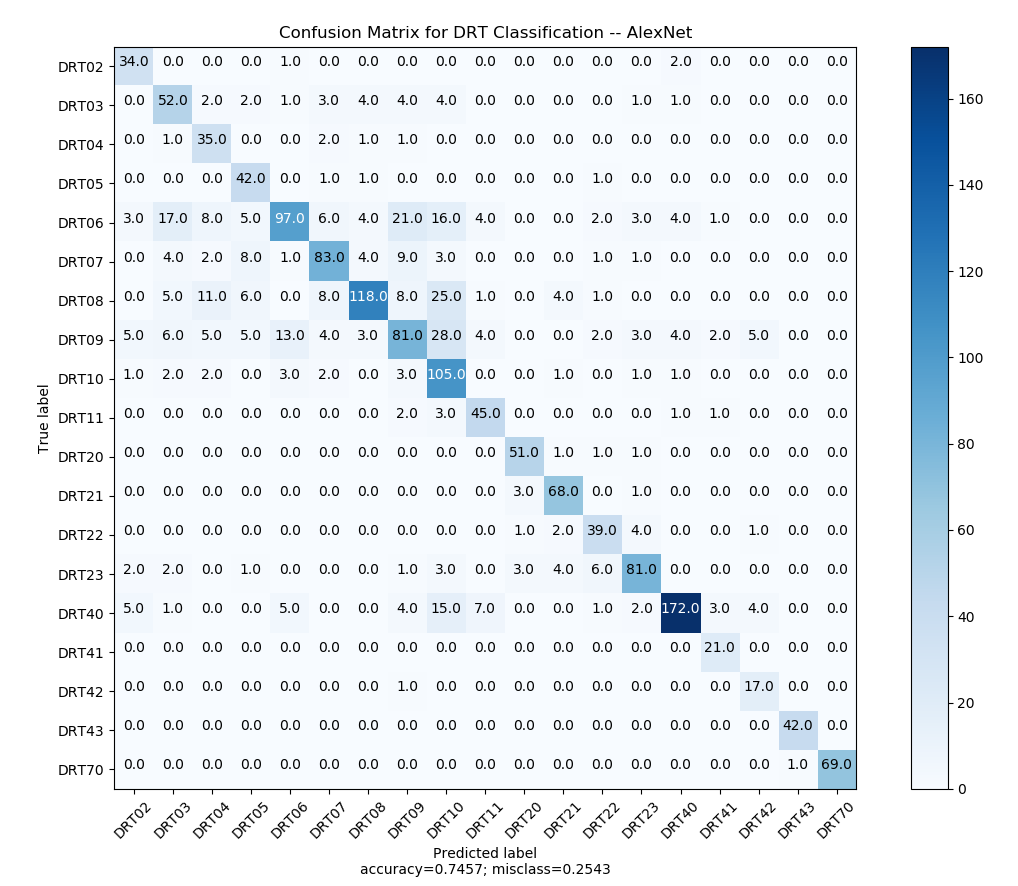 Confusion Matrix for DRT Classification -- AlexNet
DRT02 34.0 0.0 0.0 0.0 1.0 0.0 0.0 0.0 0.0 0.0 0.0 0.0 0.0 0.0 2.0 0.0 0.0 0.0 0.0
DRT03 0.0 52.0 2.0 2.0 1.0 3.0 4.0 4.0 4.0 0.0 0.0 0.0 0.0 1.0 1.0 0.0 0.0 0.0 0.0
DRT04 0.0 1.0 35.0 0.0 0.0 2.0 1.0 1.0 0.0 0.0 0.0 0.0 0.0 0.0 0.0 0.0 0.0 0.0 0.0
DRT05 0.0 0.0 0.0 42.0 0.0 1.0 1.0 0.0 0.0 0.0 0.0 0.0 1.0 0.0 0.0 0.0 0.0 0.0 0.0
DRT06 3.0 17.0 8.0 5.0 97.0 6.0 4.0 21.0 16.0 4.0 0.0 0.0 2.0 3.0 4.0 1.0 0.0 0.0 0.0
DRT07 0.0 4.0 2.0 8.0 1.0 83.0 4.0 9.0 3.0 0.0 0.0 0.0 1.0 1.0 0.0 0.0 0.0 0.0 0.0
DRT08 0.0 5.0 11.0 6.0 0.0 8.0 118.0 8.0 25.0 1.0 0.0 4.0 1.0 0.0 0.0 0.0 0.0 0.0 0.0
DRT09 5.0 6.0 5.0 5.0 13.0 4.0 3.0 81.0 28.0 4.0 0.0 0.0 2.0 3.0 4.0 2.0 5.0 0.0 0.0
DRT10 1.0 2.0 2.0 0.0 3.0 2.0 0.0 3.0 105.0 0.0 0.0 1.0 0.0 1.0 1.0 0.0 0.0 0.0 0.0
DRT11 0.0 0.0 0.0 0.0 0.0 0.0 0.0 2.0 3.0 45.0 0.0 0.0 0.0 0.0 1.0 1.0 0.0 0.0 0.0
DRT20 0.0 0.0 0.0 0.0 0.0 0.0 0.0 0.0 0.0 0.0 51.0 1.0 1.0 1.0 0.0 0.0 0.0 0.0 0.0
DRT21 0.0 0.0 0.0 0.0 0.0 0.0 0.0 0.0 0.0 0.0 3.0 68.0 0.0 1.0 0.0 0.0 0.0 0.0 0.0
DRT22 0.0 0.0 0.0 0.0 0.0 0.0 0.0 0.0 0.0 0.0 1.0 2.0 39.0 4.0 0.0 0.0 1.0 0.0 0.0
DRT23 2.0 2.0 0.0 1.0 0.0 0.0 0.0 1.0 3.0 0.0 3.0 4.0 6.0 81.0 0.0 0.0 0.0 0.0 0.0
DRT40 5.0 1.0 0.0 0.0 5.0 0.0 0.0 4.0 15.0 7.0 0.0 0.0 1.0 2.0 172.0 3.0 4.0 0.0 0.0
DRT41 0.0 0.0 0.0 0.0 0.0 0.0 0.0 0.0 0.0 0.0 0.0 0.0 0.0 0.0 0.0 21.0 0.0 0.0 0.0
DRT42 0.0 0.0 0.0 0.0 0.0 0.0 0.0 1.0 0.0 0.0 0.0 0.0 0.0 0.0 0.0 0.0 17.0 0.0 0.0
DRT43 0.0 0.0 0.0 0.0 0.0 0.0 0.0 0.0 0.0 0.0 0.0 0.0 0.0 0.0 0.0 0.0 0.0 42.0 0.0
DRT70 0.0 0.0 0.0 0.0 0.0 0.0 0.0 0.0 0.0 0.0 0.0 0.0 0.0 0.0 0.0 0.0 0.0 1.0 69.0
True label
DRT02 DRT03 DRT04 DRT05 DRT06 DRT07 DRT08 DRT09 DRT10 DRT11 DRT20 DRT21 DRT22 DRT23 DRT40 DRT41 DRT42 DRT43 DRT70
Predicted label
accuracy=0.7457; misclass=0.2543
160
140
120
100
80
60
40
20
0